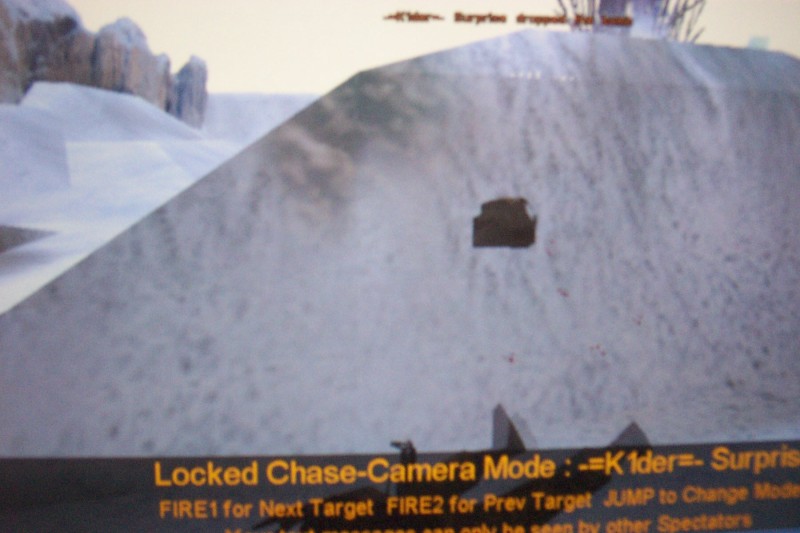 -=K1der=- Surprise dropped the bomb
Locked Chase-Camera Mode : -=K1der=- Surpris
FIRE1 for Next Target FIRE2 for Prev Target JUMP to Change Mode
text messages can only be seen by other Spectators